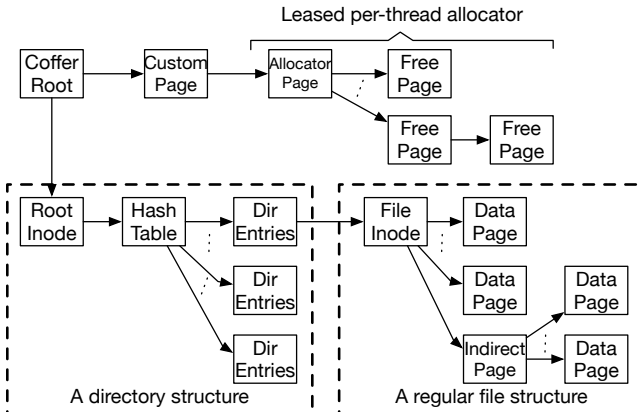 Leased per-thread allocator
Coffer
Root
Custom
Page
Allocator
Page
Free
Page
Free
Page
Free
Page
Root
Inode
Hash
Table
Dir
Entries
File
Inode
Data
Page
Dir
Entries
Data
Page
Data
Page
Dir
Entries
Indirect
Page
Data
Page
A directory structure
A regular file structure